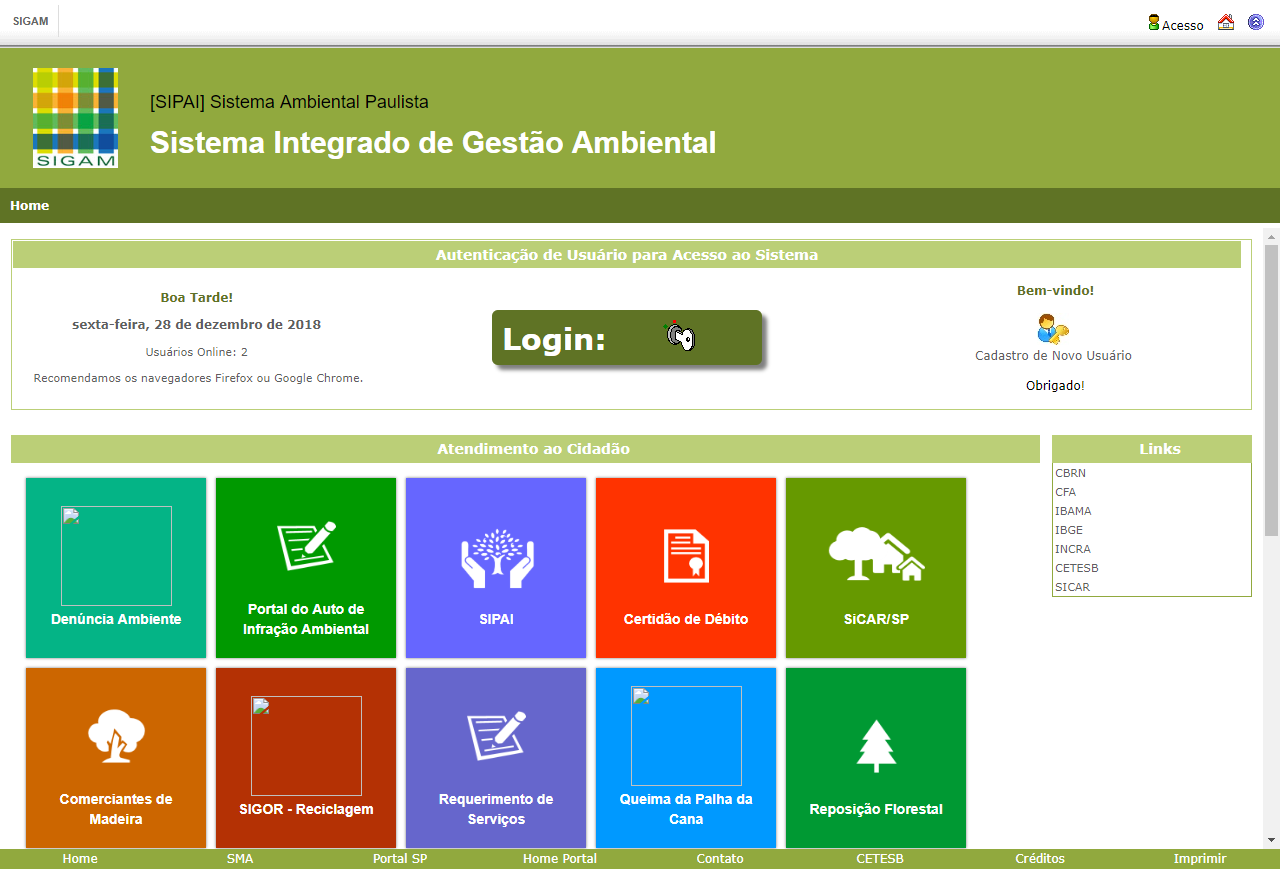 SIGAM
Acesso
SIGAM
[SIPAI] Sistema Ambiental Paulista
Sistema Integrado de Gestão Ambiental
Home
Autenticação de Usuário para Acesso ao Sistema
Boa Tarde!
sexta-feira, 28 de dezembro de 2018
Usuários Online: 2
Recomendamos os navegadores Firefox ou Google Chrome.
Login:
Bem-vindo!
Cadastro de Novo Usuário
Obrigado!
Atendimento ao Cidadão
Denúncia Ambiente
Portal do Auto de
Infração Ambiental
SIPAI
Certidão de Débito
SiCAR/SP
Comerciantes de
Madeira
SIGOR - Reciclagem
Requerimento de
Serviços
Queima da Palha da
Cana
Reposição Florestal
Links
CBRN
CFA
IBAMA
IBGE
INCRA
CETESB
SICAR
Home SMA Portal SP Home Portal Contato CETESB Créditos Imprimir